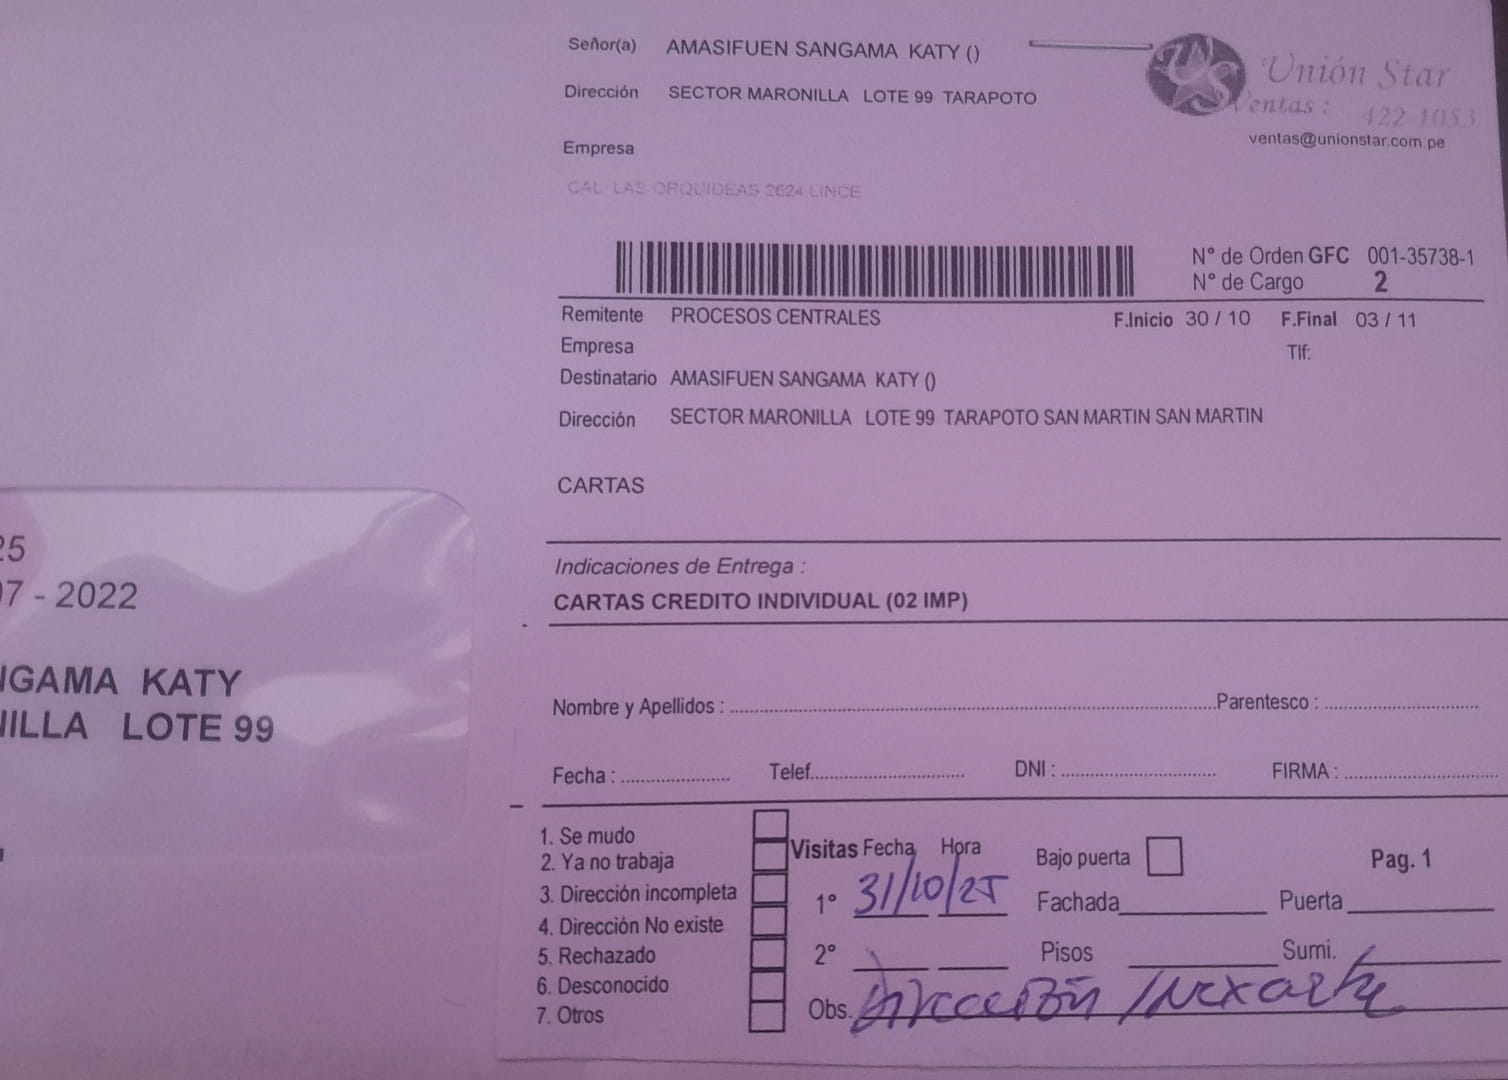 Señor(a) AMASIFUEN SANGAMA KATY ()
Unión Star
Dirección SECTOR MARONILLA LOTE 99 TARAPOTO
Ventas : 422-1053
ventas@unionstar.com.pe
Empresa
CAL LAS ORQUIDEAS 2624 LINCE
N° de Orden GFC 001-35738-1
N° de Cargo 2
Remitente PROCESOS CENTRALES F.Inicio 30 / 10 F.Final 03 / 11
Empresa Tlf:
Destinatario AMASIFUEN SANGAMA KATY ()
Dirección SECTOR MARONILLA LOTE 99 TARAPOTO SAN MARTIN SAN MARTIN
CARTAS
Indicaciones de Entrega :
CARTAS CREDITO INDIVIDUAL (02 IMP)
25
07 - 2022
NGAMA KATY
NILLA LOTE 99
Nombre y Apellidos : Parentesco :
Fecha : Telef. DNI : FIRMA :
1. Se mudo
2. Ya no trabaja
3. Dirección incompleta
4. Dirección No existe
5. Rechazado
6. Desconocido
7. Otros
Visitas Fecha Hora Bajo puerta Pag. 1
1° 31/10/25 Fachada Puerta
2° Pisos Sumi.
Obs. Dirección Inexacta